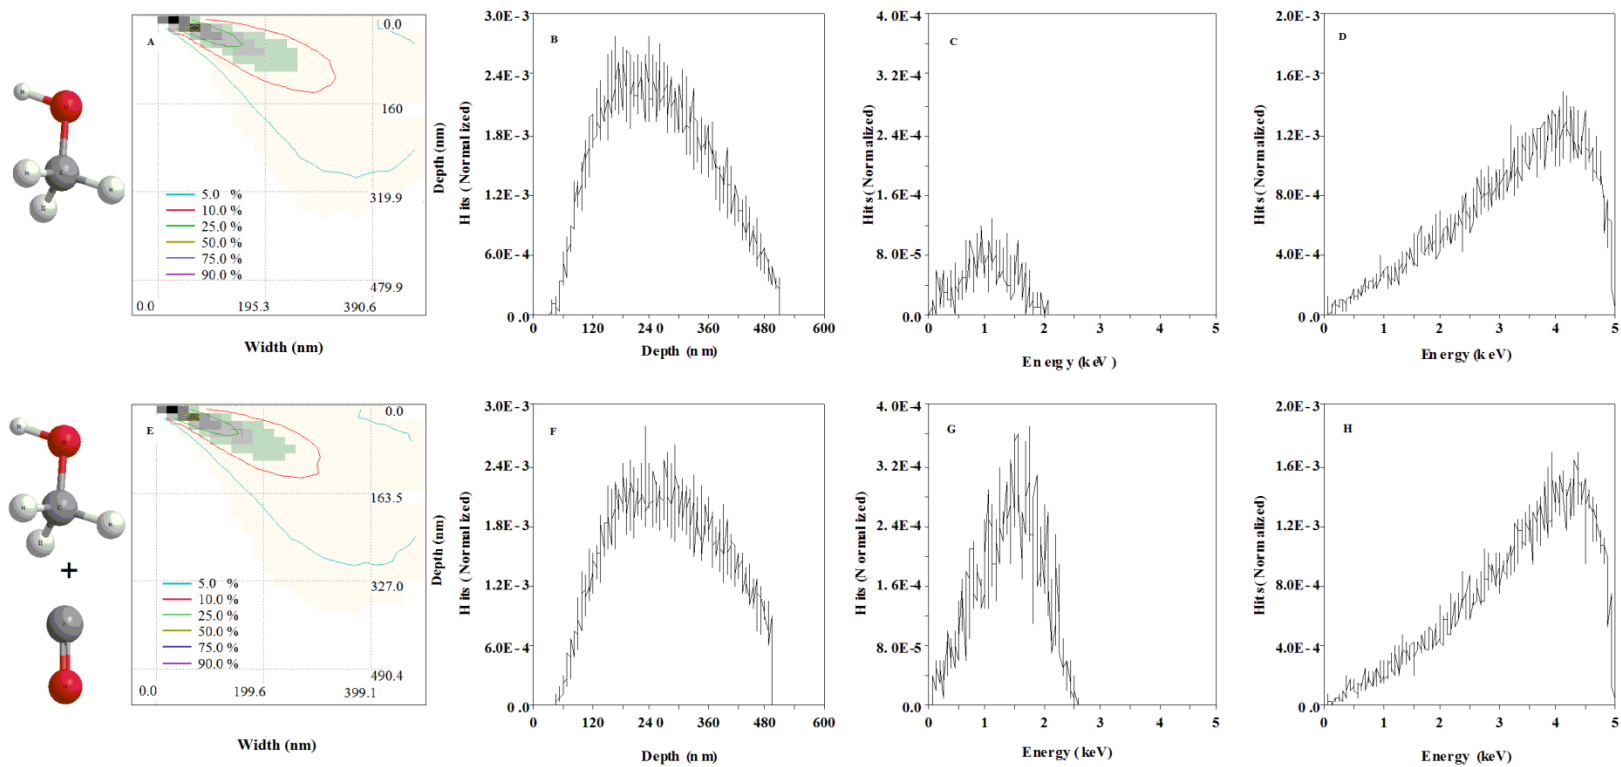 A
0.0
160
319.9
479.9
Depth (nm)
5.0 %
10.0 %
25.0 %
50.0 %
75.0 %
90.0 %
0.0 195.3 390.6
Width (nm)
B
3.0E-3
2.4E-3
1.8E-3
1.2E-3
6.0E-4
0.0
Hits (Normalized)
0 120 240 360 480 600
Depth (nm)
C
4.0E-4
3.2E-4
2.4E-4
1.6E-4
8.0E-5
0.0
Hits (Normalized)
0 1 2 3 4 5
Energy (keV)
D
2.0E-3
1.6E-3
1.2E-3
8.0E-4
4.0E-4
0.0
Hits (Normalized)
0 1 2 3 4 5
Energy (keV)
+
E
0.0
163.5
327.0
490.4
Depth (nm)
5.0 %
10.0 %
25.0 %
50.0 %
75.0 %
90.0 %
0.0 199.6 399.1
Width (nm)
F
3.0E-3
2.4E-3
1.8E-3
1.2E-3
6.0E-4
0.0
Hits (Normalized)
0 120 240 360 480 600
Depth (nm)
G
4.0E-4
3.2E-4
2.4E-4
1.6E-4
8.0E-5
0.0
Hits (Normalized)
0 1 2 3 4 5
Energy (keV)
H
2.0E-3
1.6E-3
1.2E-3
8.0E-4
4.0E-4
0.0
Hits (Normalized)
0 1 2 3 4 5
Energy (keV)